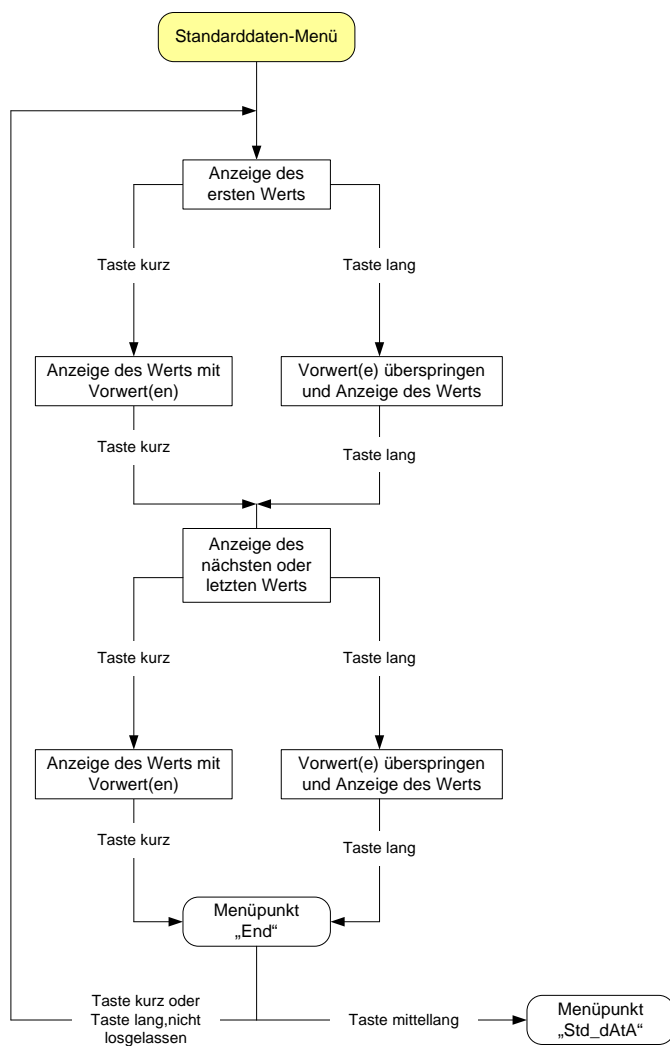 Standarddaten-Menü
Anzeige des
ersten Werts
Taste kurz
Taste lang
Anzeige des Werts mit
Vorwert(en)
Vorwert(e) überspringen
und Anzeige des Werts
Taste kurz
Taste lang
Anzeige des
nächsten oder
letzten Werts
Taste kurz
Taste lang
Anzeige des Werts mit
Vorwert(en)
Vorwert(e) überspringen
und Anzeige des Werts
Taste kurz
Taste lang
Menüpunkt
„End“
Taste kurz oder
Taste lang,nicht
losgelassen
Taste mittellang
Menüpunkt
„Std_dAtA“